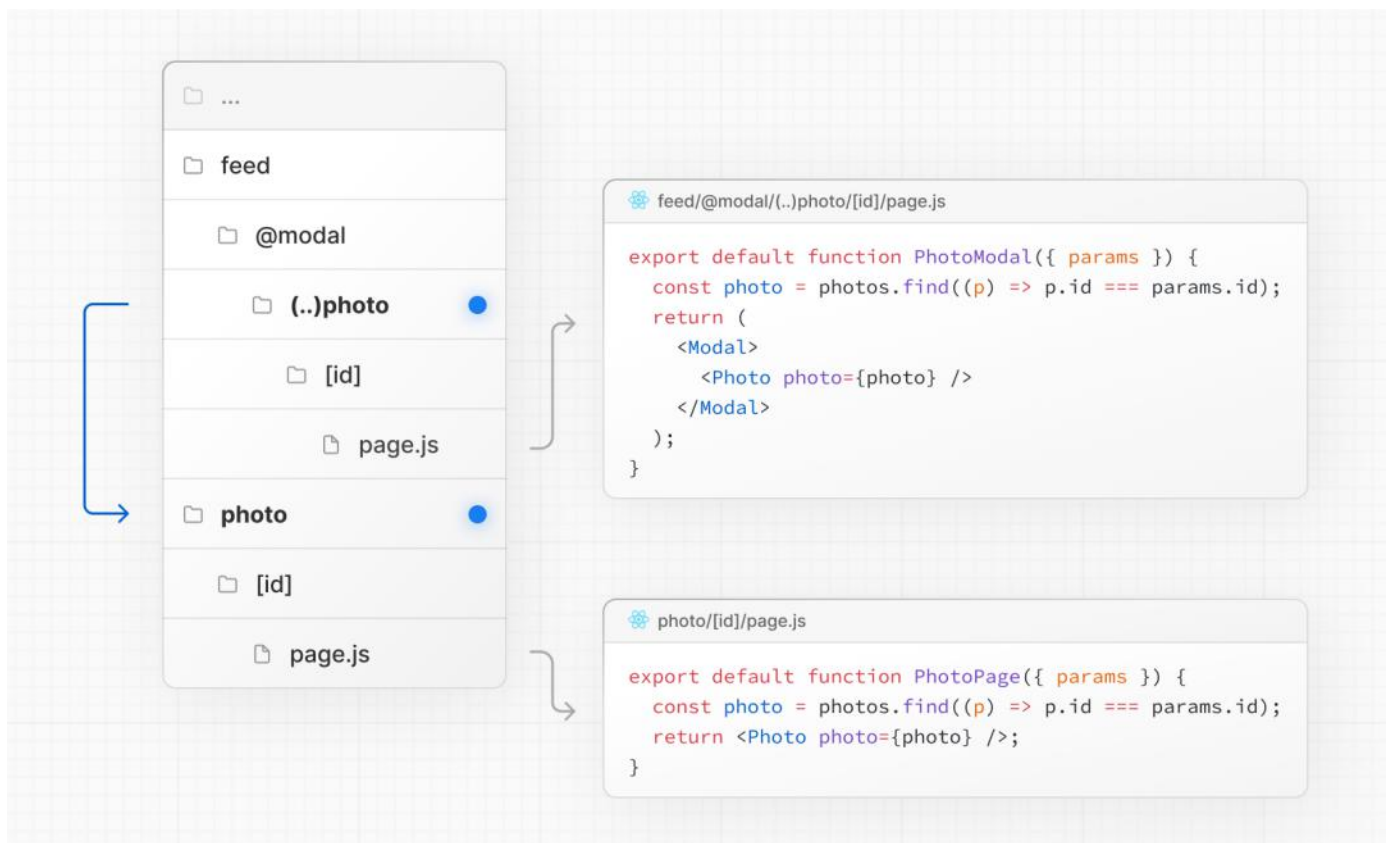 ...
feed
@modal
(..)photo
[id]
page.js
photo
[id]
page.js
feed/@modal/(..)photo/[id]/page.js
export default function PhotoModal({ params }) {
  const photo = photos.find((p) => p.id === params.id);
  return (
    <Modal>
      <Photo photo={photo} />
    </Modal>
  );
}
photo/[id]/page.js
export default function PhotoPage({ params }) {
  const photo = photos.find((p) => p.id === params.id);
  return <Photo photo={photo} />;
}